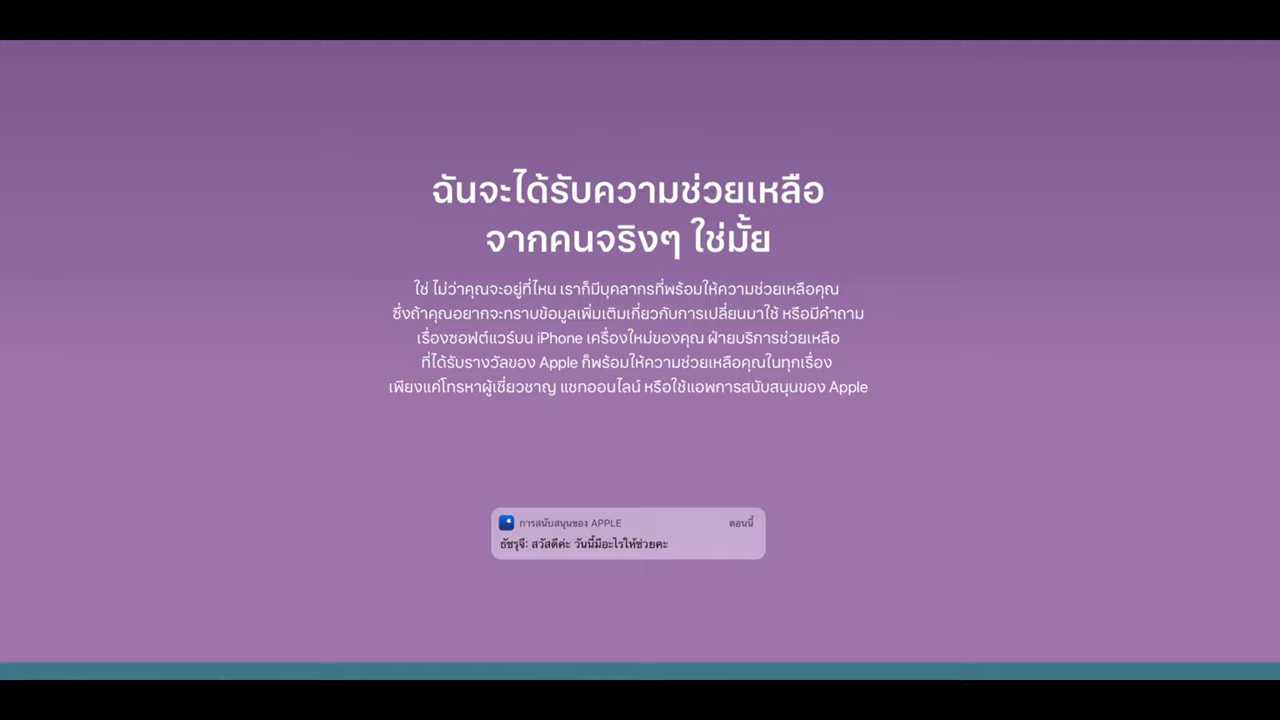 ฉันจะได้รับความช่วยเหลือ
จากคนจริงๆ ใช่มั้ย
ใช่ ไม่ว่าคุณจะอยู่ที่ไหน เราก็มีบุคลากรที่พร้อมให้ความช่วยเหลือคุณ
ซึ่งถ้าคุณอยากจะทราบข้อมูลเพิ่มเติมเกี่ยวกับการเปลี่ยนมาใช้ หรือมีคำถาม
เรื่องซอฟต์แวร์บน iPhone เครื่องใหม่ของคุณ ฝ่ายบริการช่วยเหลือ
ที่ได้รับรางวัลของ Apple ก็พร้อมให้ความช่วยเหลือคุณในทุกเรื่อง
เพียงแค่โทรหาผู้เชี่ยวชาญ แชทออนไลน์ หรือใช้แอพการสนับสนุนของ Apple
การสนับสนุนของ APPLE ตอนนี้
ธัชรุจี: สวัสดีค่ะ วันนี้มีอะไรให้ช่วยคะ